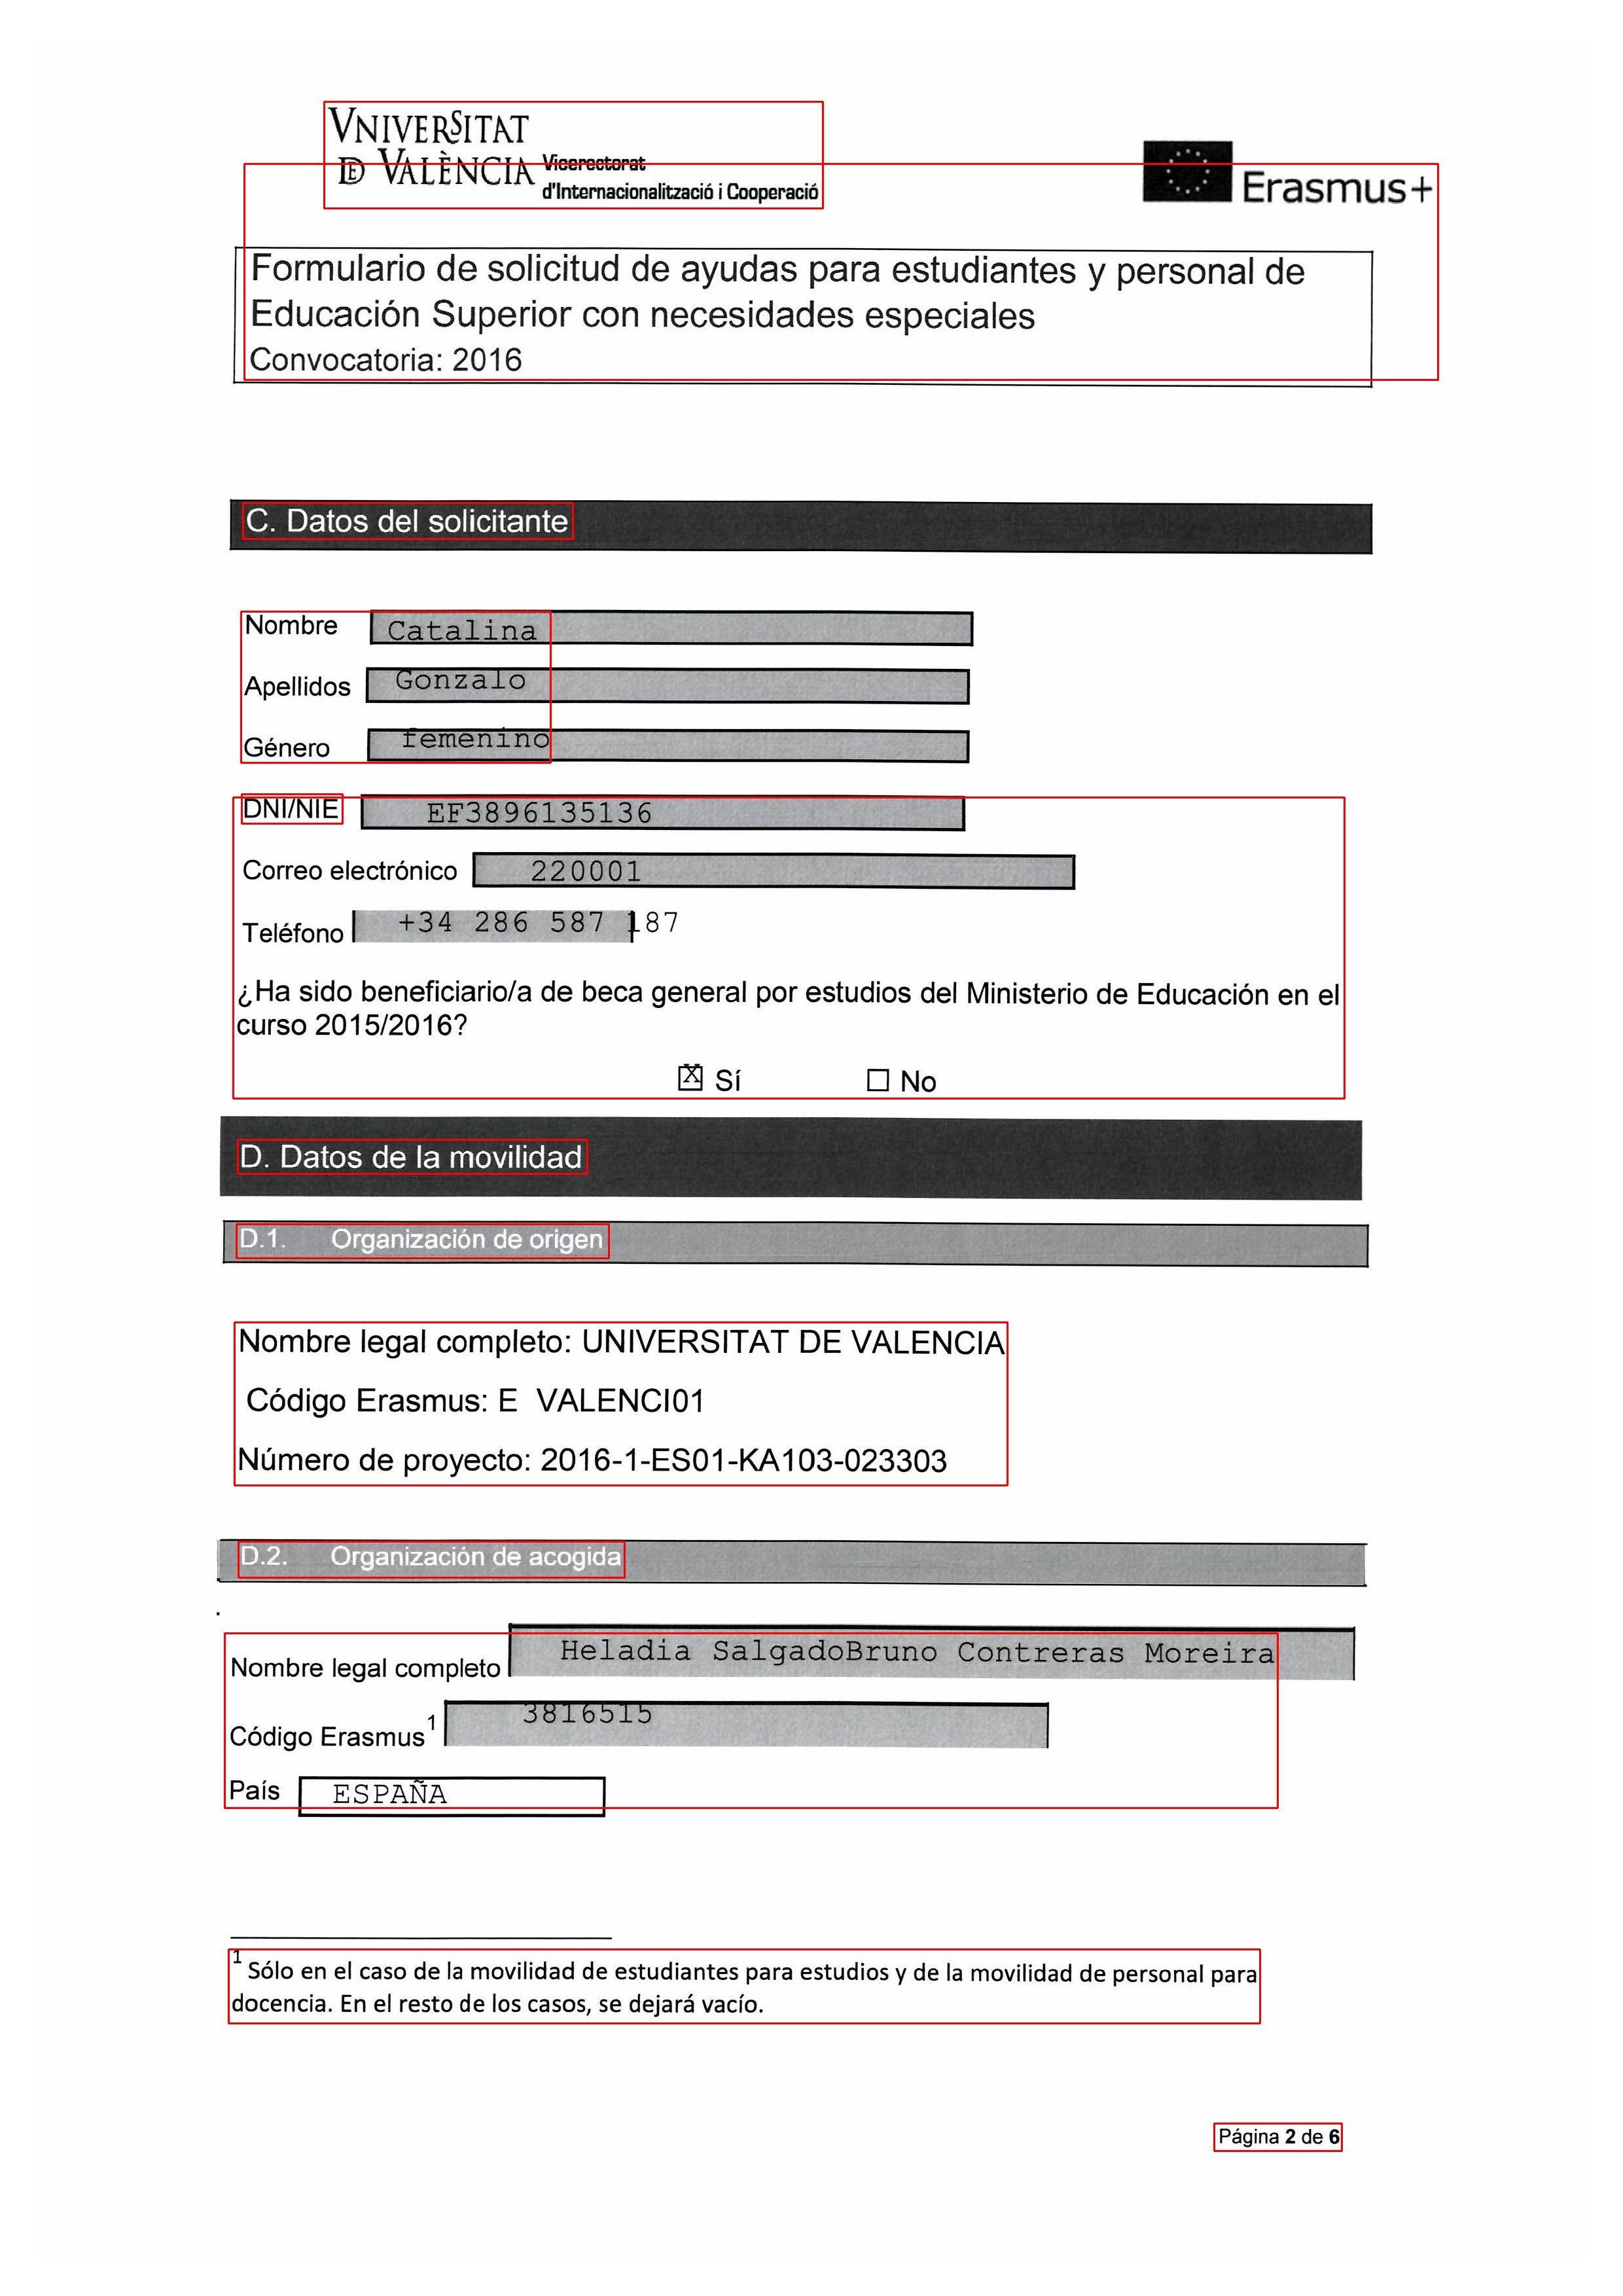 VNIVERSITAT
DE VALÈNCIA Vicerectorat
d'Internacionalització i Cooperació
Erasmus+
Formulario de solicitud de ayudas para estudiantes y personal de
Educación Superior con necesidades especiales
Convocatoria: 2016
C. Datos del solicitante
Nombre Catalina
Apellidos Gonzalo
Género femenino
DNI/NIE EF3896135136
Correo electrónico 220001
Teléfono +34 286 587 187
¿Ha sido beneficiario/a de beca general por estudios del Ministerio de Educación en el
curso 2015/2016?
X Sí No
D. Datos de la movilidad
D.1. Organización de origen
Nombre legal completo: UNIVERSITAT DE VALENCIA
Código Erasmus: E VALENCI01
Número de proyecto: 2016-1-ES01-KA103-023303
D.2. Organización de acogida
Nombre legal completo Heladia SalgadoBruno Contreras Moreira
Código Erasmus1 3816515
País ESPAÑA
1 Sólo en el caso de la movilidad de estudiantes para estudios y de la movilidad de personal para
docencia. En el resto de los casos, se dejará vacío.
Página 2 de 6